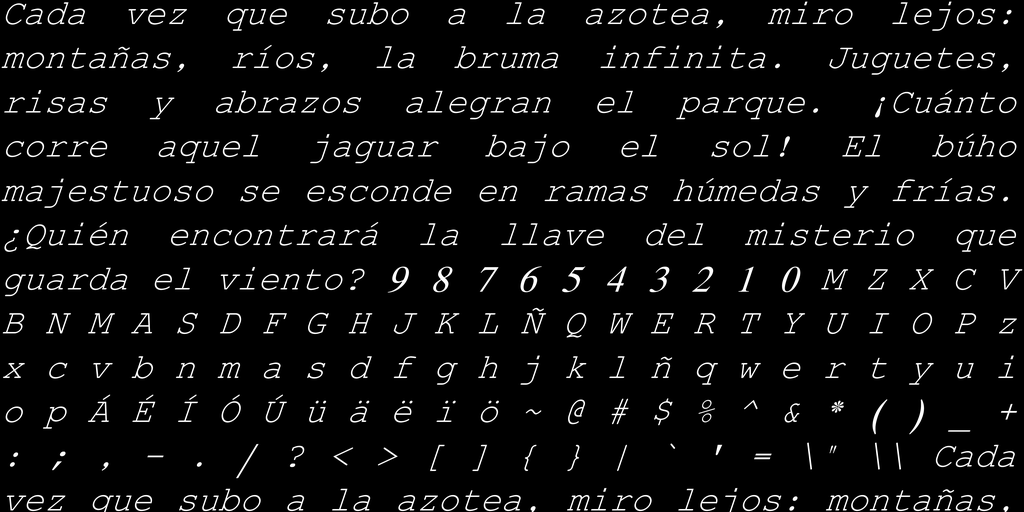 Cada vez que subo a la azotea, miro lejos:
montañas, ríos, la bruma infinita. Juguetes,
risas y abrazos alegran el parque. ¡Cuánto
corre aquel jaguar bajo el sol! El búho
majestuoso se esconde en ramas húmedas y frías.
¿Quién encontrará la llave del misterio que
guarda el viento? 9 8 7 6 5 4 3 2 1 0 M Z X C V
B N M A S D F G H J K L Ñ Q W E R T Y U I O P z
x c v b n m a s d f g h j k l ñ q w e r t y u i
o p Á É Í Ó Ú ü ä ë ï ö ~ @ # $ % ^ & * ( ) _ +
: ; , - . / ? < > [ ] { } | ` ' = \" \\ Cada
vez que subo a la azotea, miro lejos: montañas,